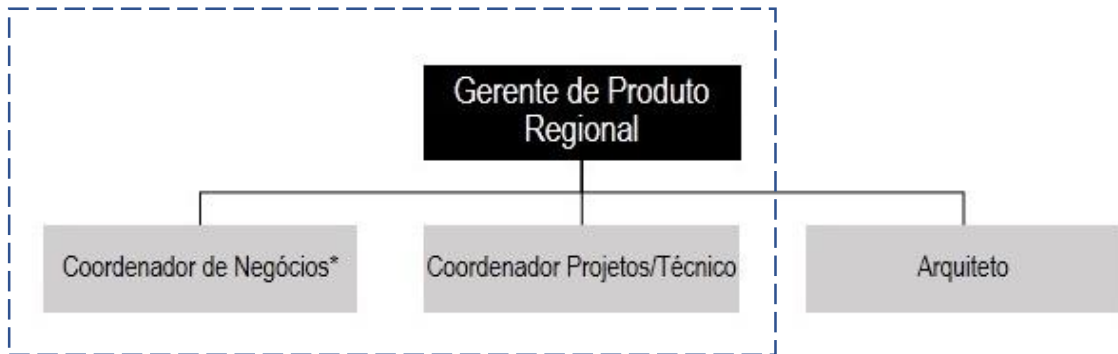 Gerente de Produto
Regional
Coordenador de Negócios*
Coordenador Projetos/Técnico
Arquiteto